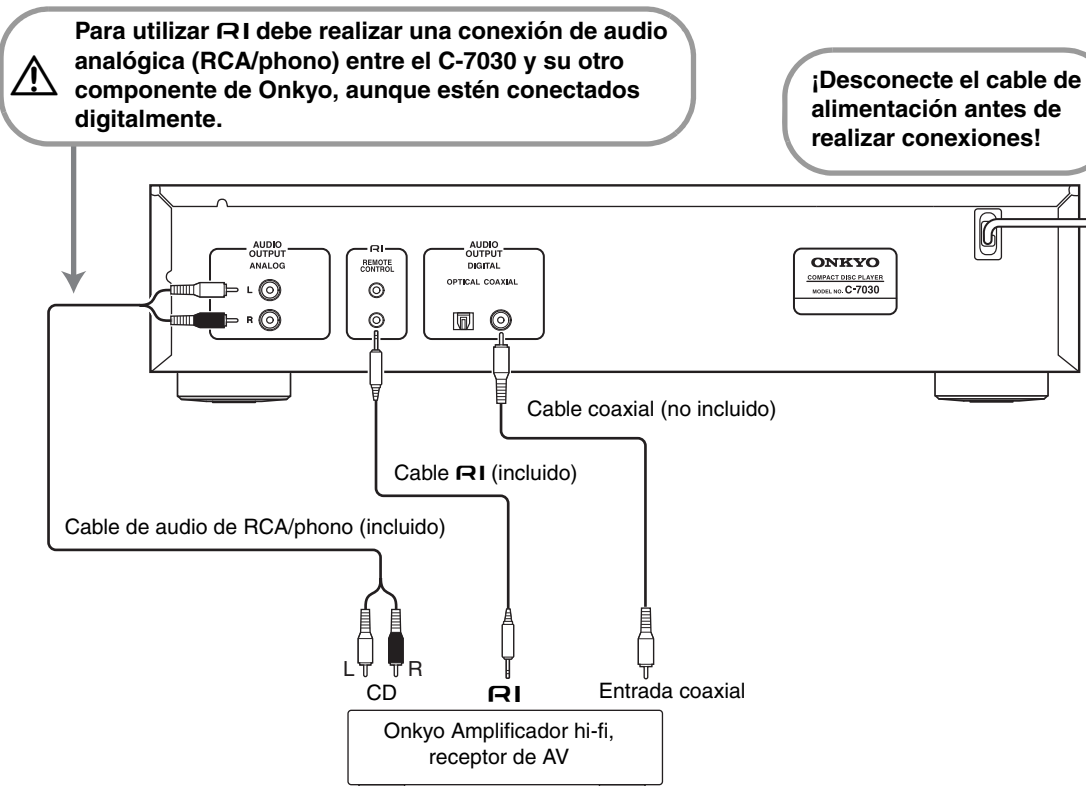 Para utilizar RI debe realizar una conexión de audio
analógica (RCA/phono) entre el C-7030 y su otro
componente de Onkyo, aunque estén conectados
digitalmente.
¡Desconecte el cable de
alimentación antes de
realizar conexiones!
AUDIO
OUTPUT
ANALOG
L
R
RI
REMOTE
CONTROL
AUDIO
OUTPUT
DIGITAL
OPTICAL COAXIAL
ONKYO
COMPACT DISC PLAYER
MODEL NO. C-7030
Cable coaxial (no incluido)
Cable RI (incluido)
Cable de audio de RCA/phono (incluido)
L R
CD
RI
Entrada coaxial
Onkyo Amplificador hi-fi,
receptor de AV